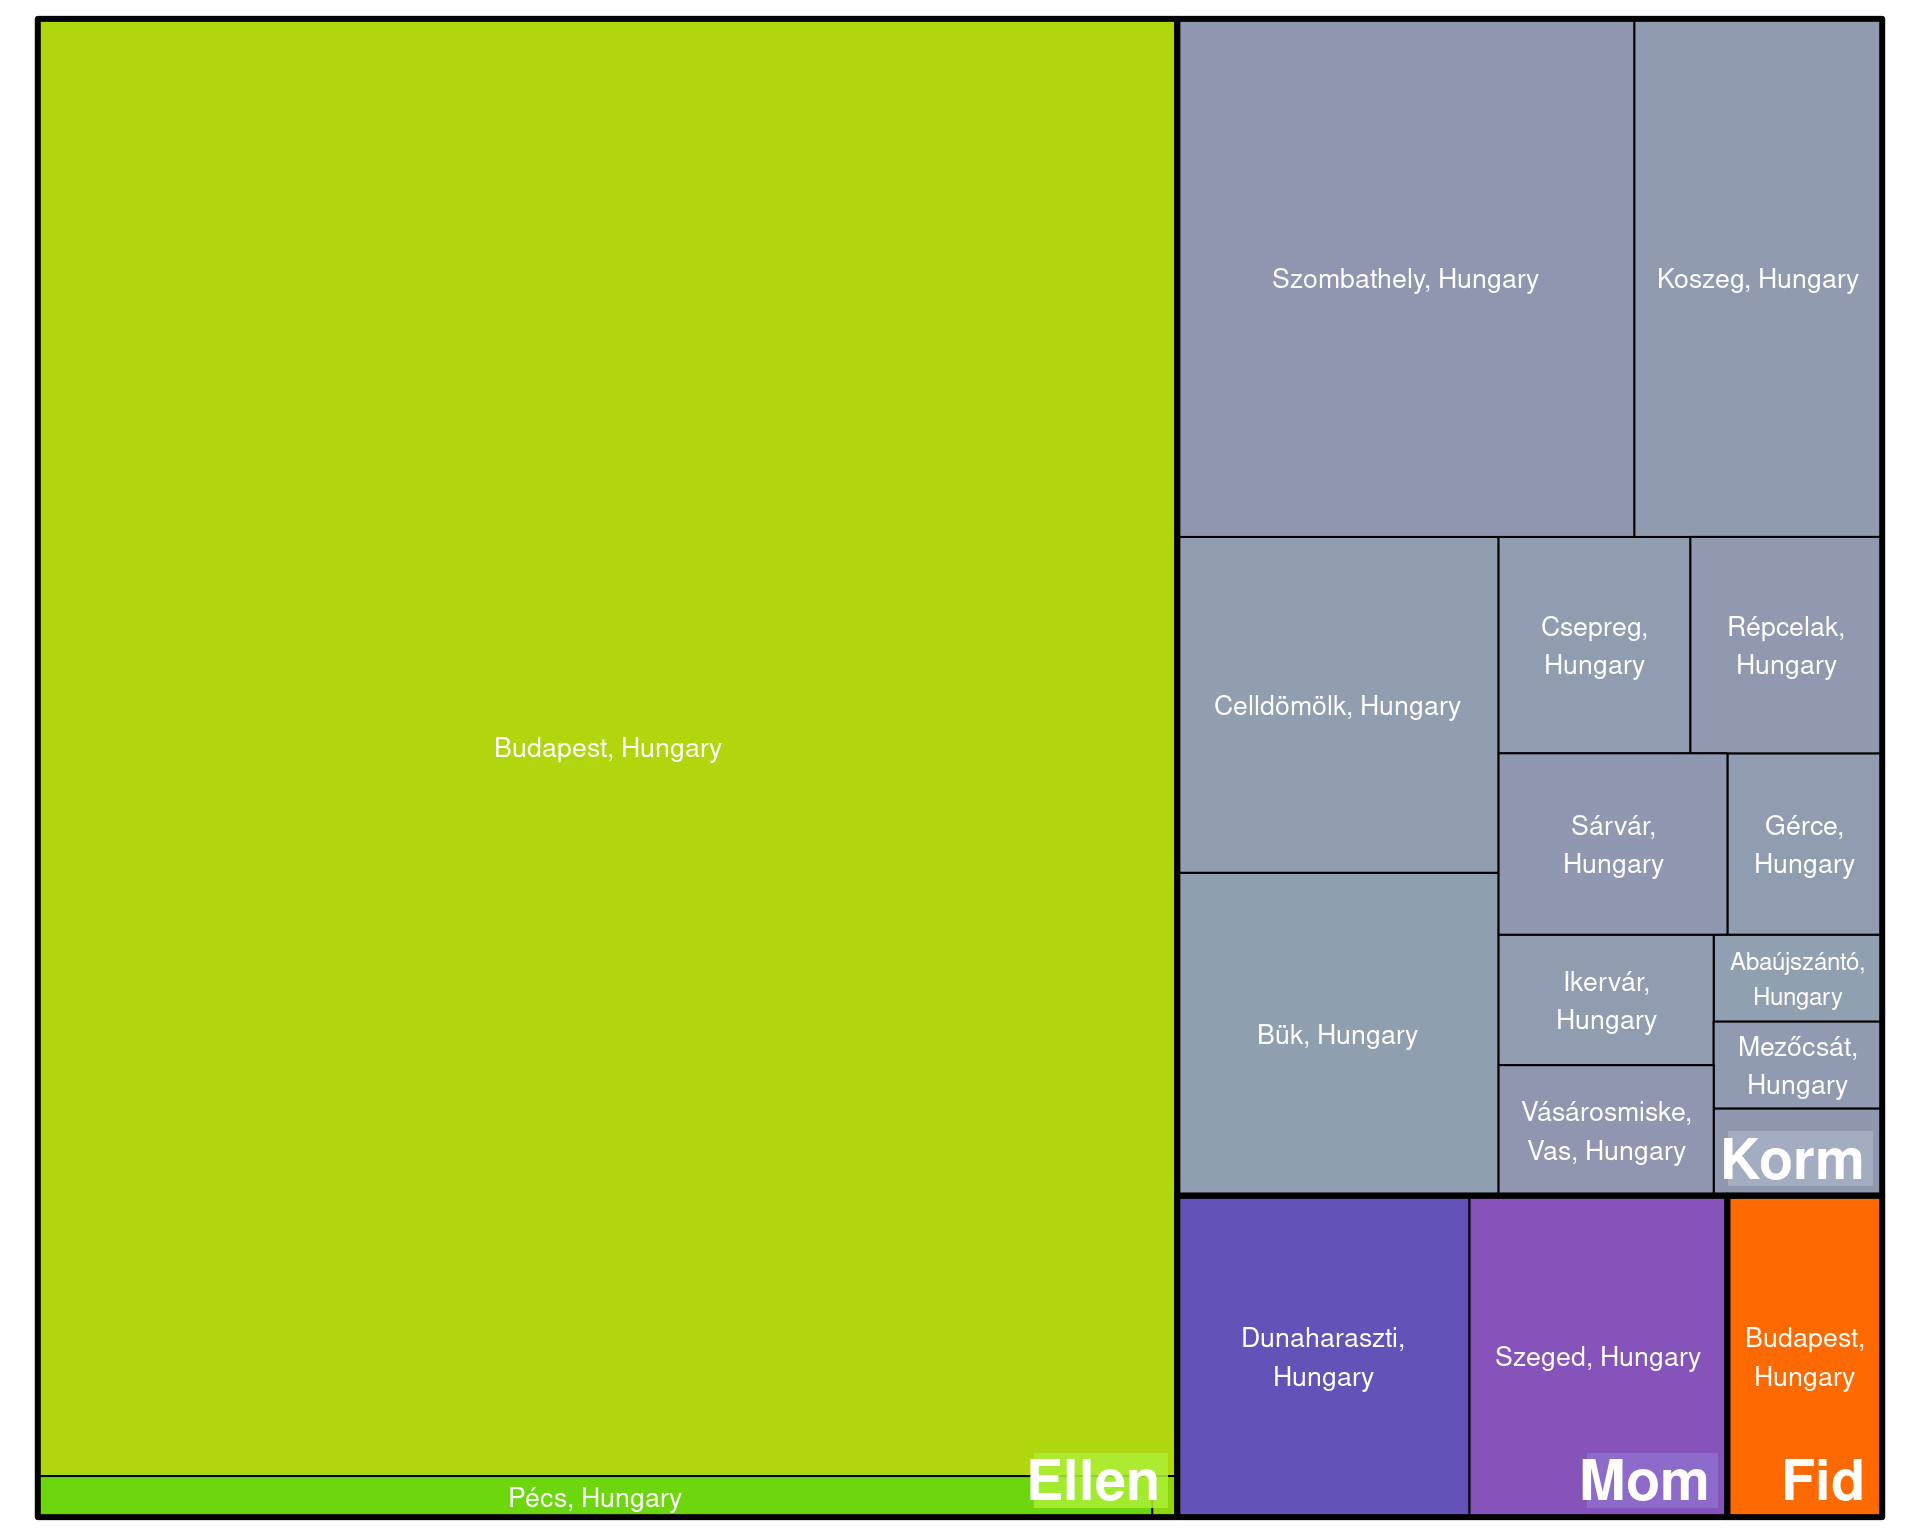 Szombathely, Hungary
Koszeg, Hungary
Csepreg,
Hungary
Répcelak,
Hungary
Celldömölk, Hungary
Budapest, Hungary
Sárvár,
Hungary
Gérce,
Hungary
Ikervár,
Hungary
Abaújszántó,
Hungary
Bük, Hungary
Mezőcsát,
Hungary
Vásárosmiske,
Vas, Hungary
Korm
Dunaharaszti,
Hungary
Szeged, Hungary
Budapest,
Hungary
Pécs, Hungary
Ellen
Mom
Fid